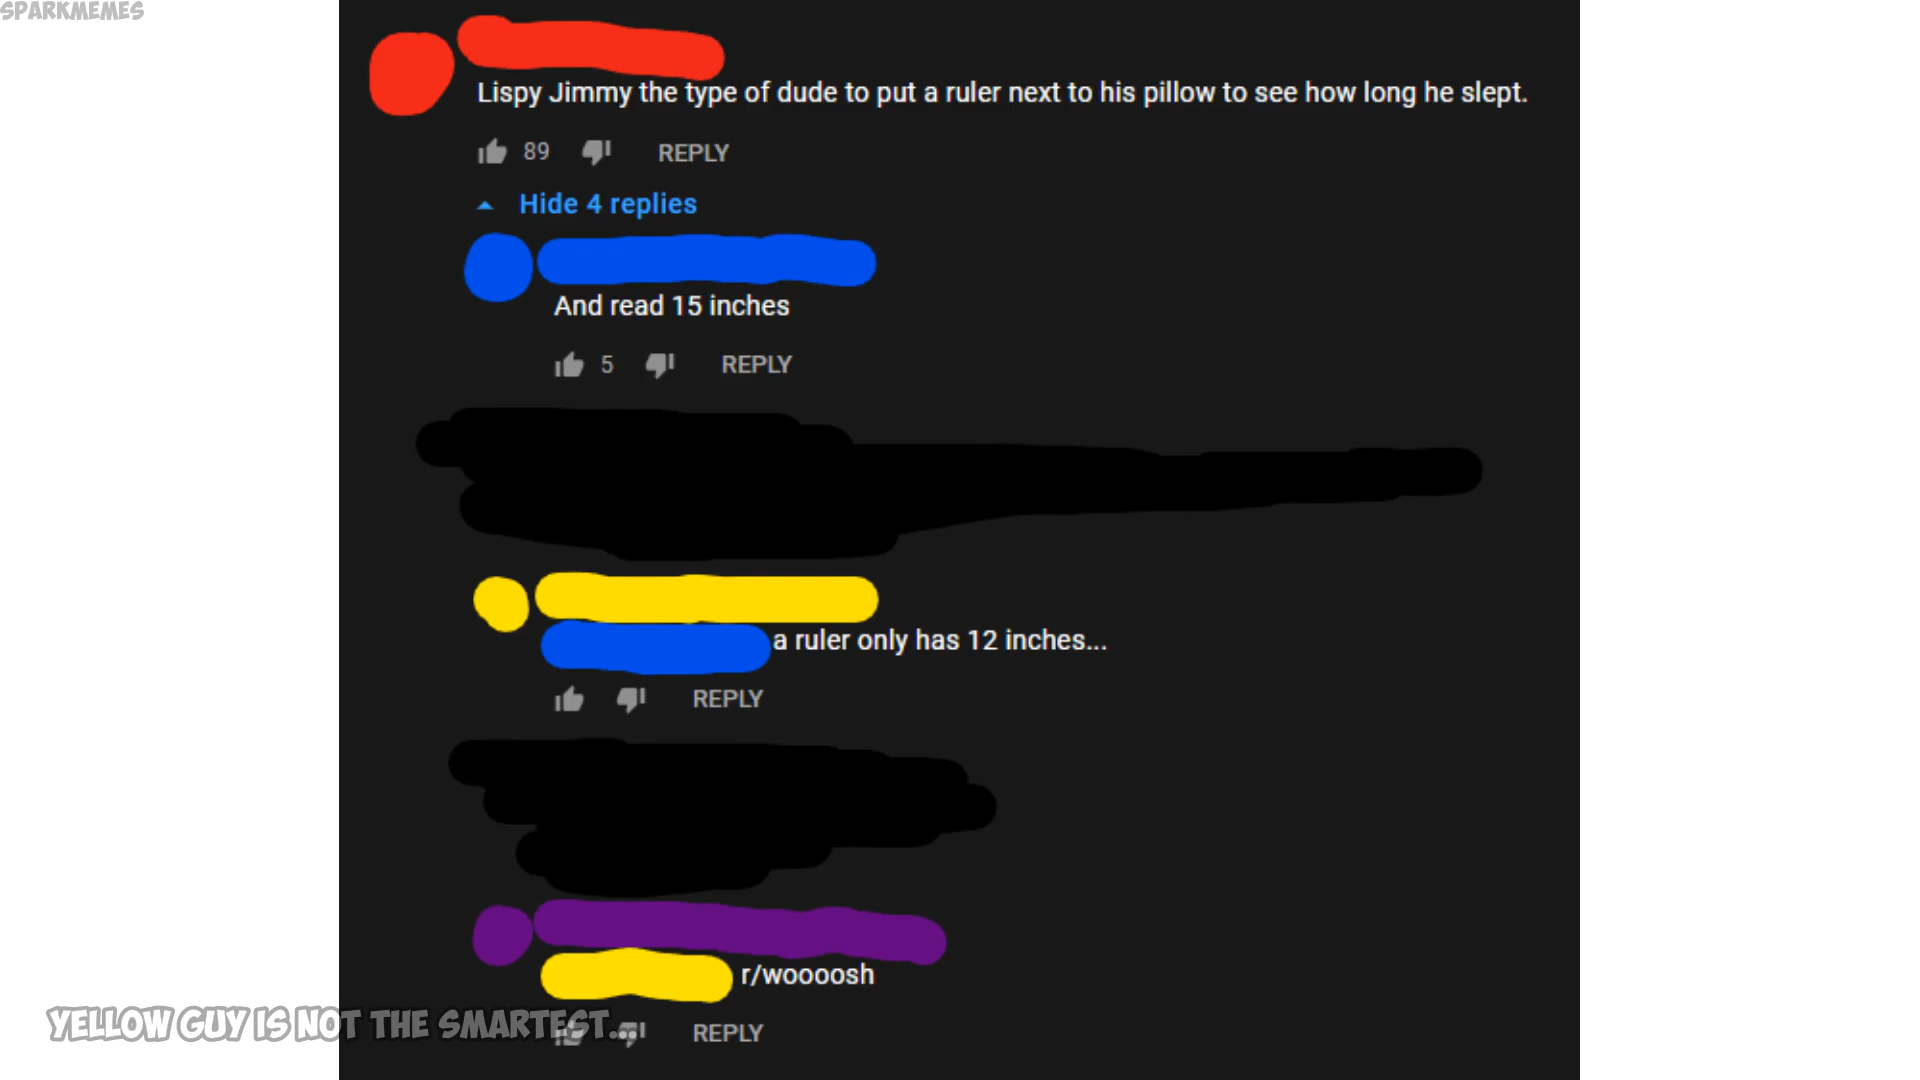 SPARKMEMES
Lispy Jimmy the type of dude to put a ruler next to his pillow to see how long he slept.
89 REPLY
Hide 4 replies
And read 15 inches
5 REPLY
a ruler only has 12 inches...
REPLY
r/woooosh
YELLOW GUY IS NOT THE SMARTEST...
REPLY